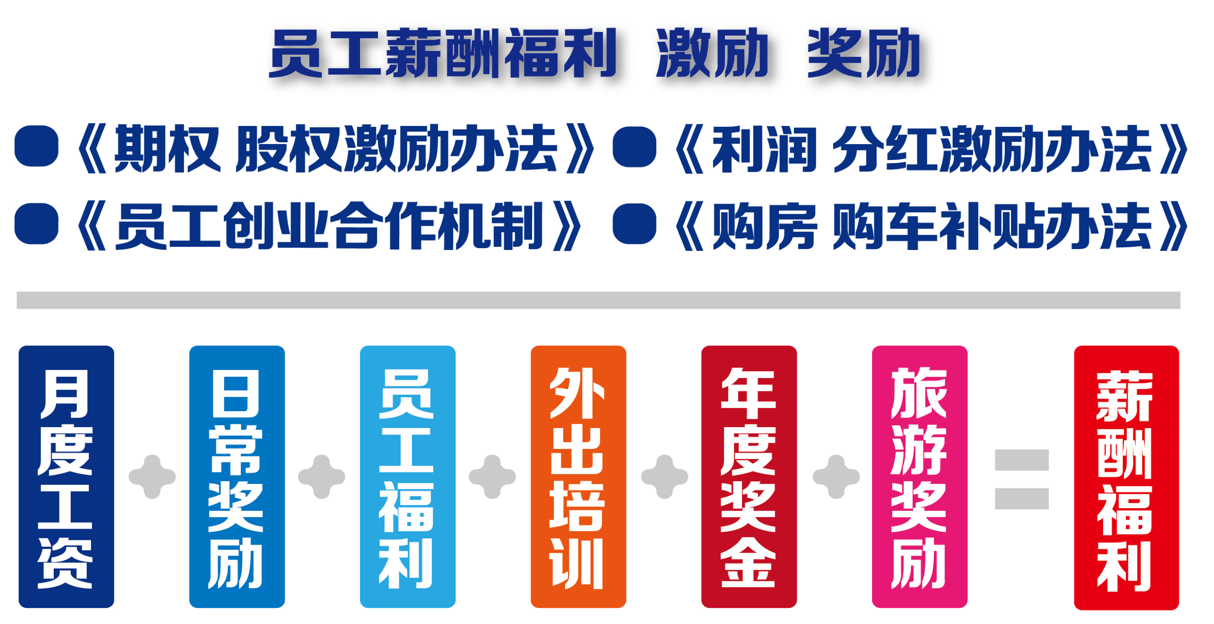 员工薪酬福利 激励 奖励
●《期权 股权激励办法》●《利润 分红激励办法》
●《员工创业合作机制》●《购房 购车补贴办法》
月度工资 + 日常奖励 + 员工福利 + 外出培训 + 年度奖金 + 旅游奖励 = 薪酬福利